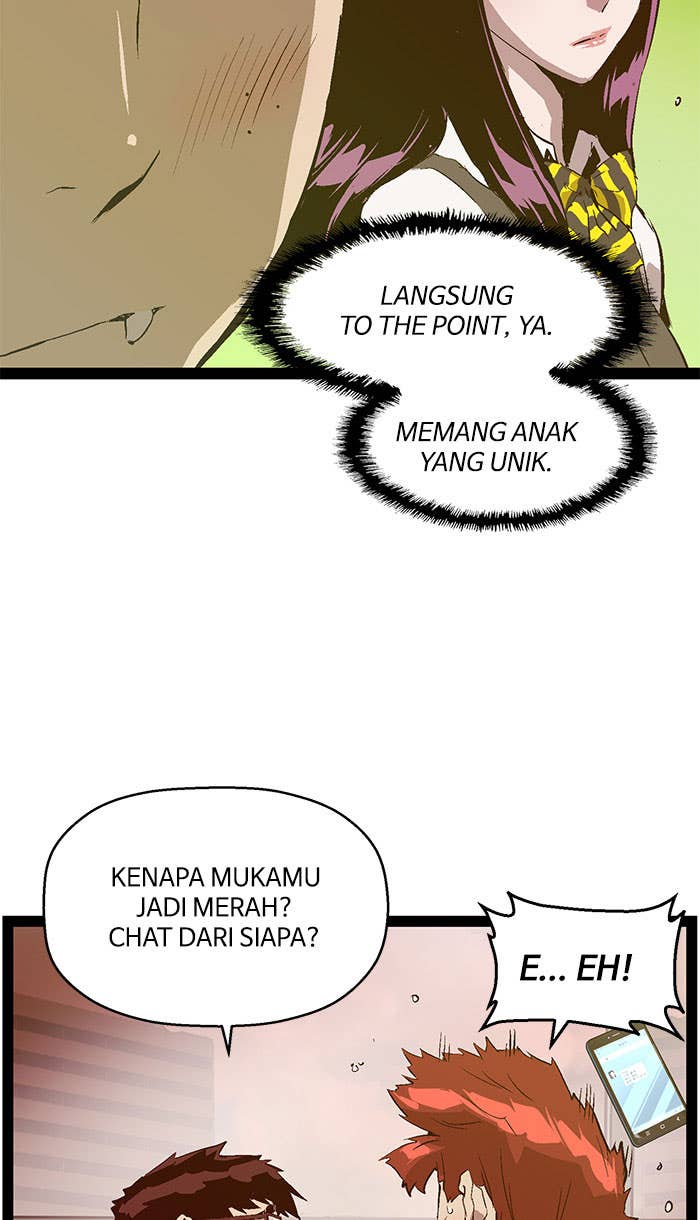 LANGSUNG
TO THE POINT, YA.
MEMANG ANAK
YANG UNIK.
KENAPA MUKAMU
JADI MERAH?
CHAT DARI SIAPA?
E... EH!